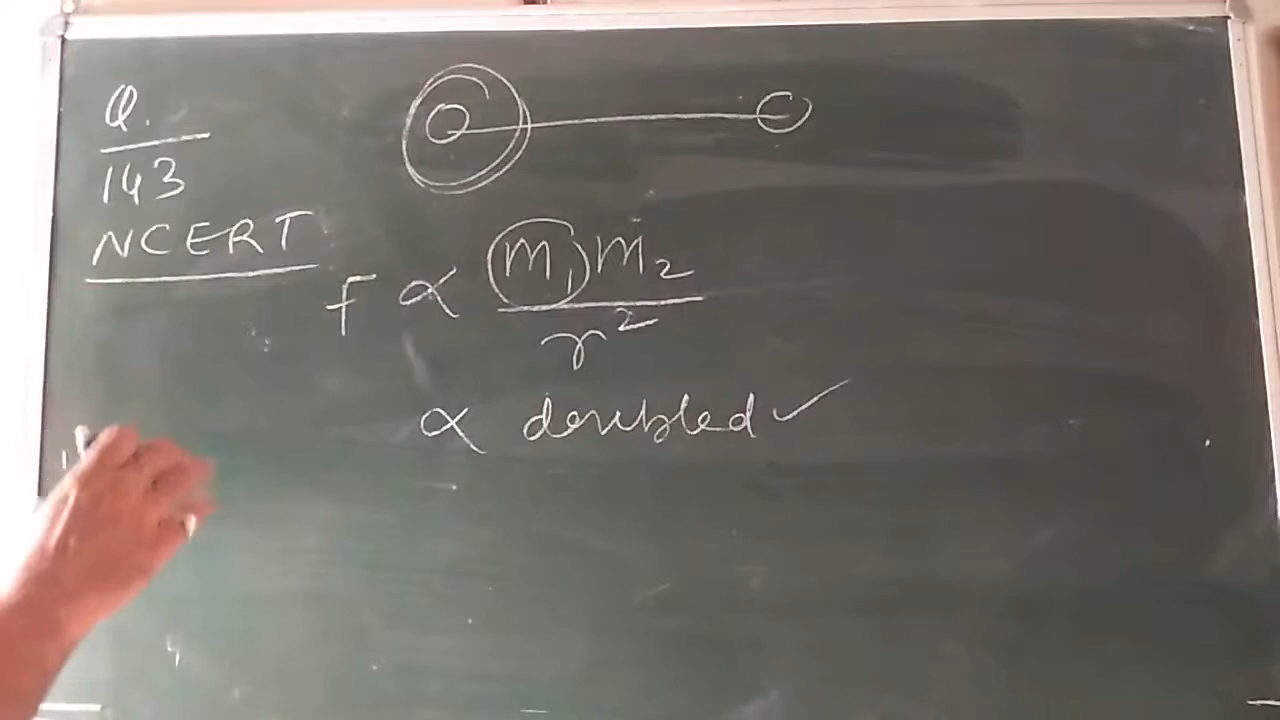 Q.
143
NCERT
F ∝ m₁m₂
r²
∝ doubled ✓